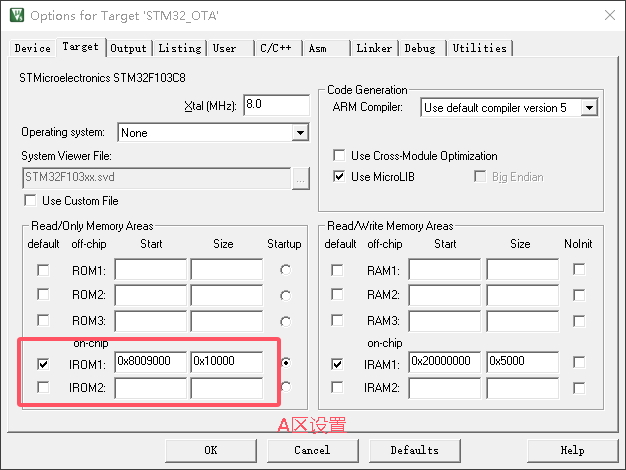 Options for Target 'STM32_OTA'
Device Target Output Listing User C/C++ Asm Linker Debug Utilities
STMicroelectronics STM32F103C8
Xtal (MHz): 8.0
Operating system: None
System Viewer File:
STM32F103xx.svd ...
Use Custom File
Code Generation
ARM Compiler: Use default compiler version 5
Use Cross-Module Optimization
Use MicroLIB Big Endian
Read/Only Memory Areas
default off-chip Start Size Startup
ROM1:
ROM2:
ROM3:
on-chip
IROM1: 0x8009000 0x10000
IROM2:
Read/Write Memory Areas
default off-chip Start Size NoInit
RAM1:
RAM2:
RAM3:
on-chip
IRAM1: 0x20000000 0x5000
IRAM2:
A区设置
OK Cancel Defaults Help